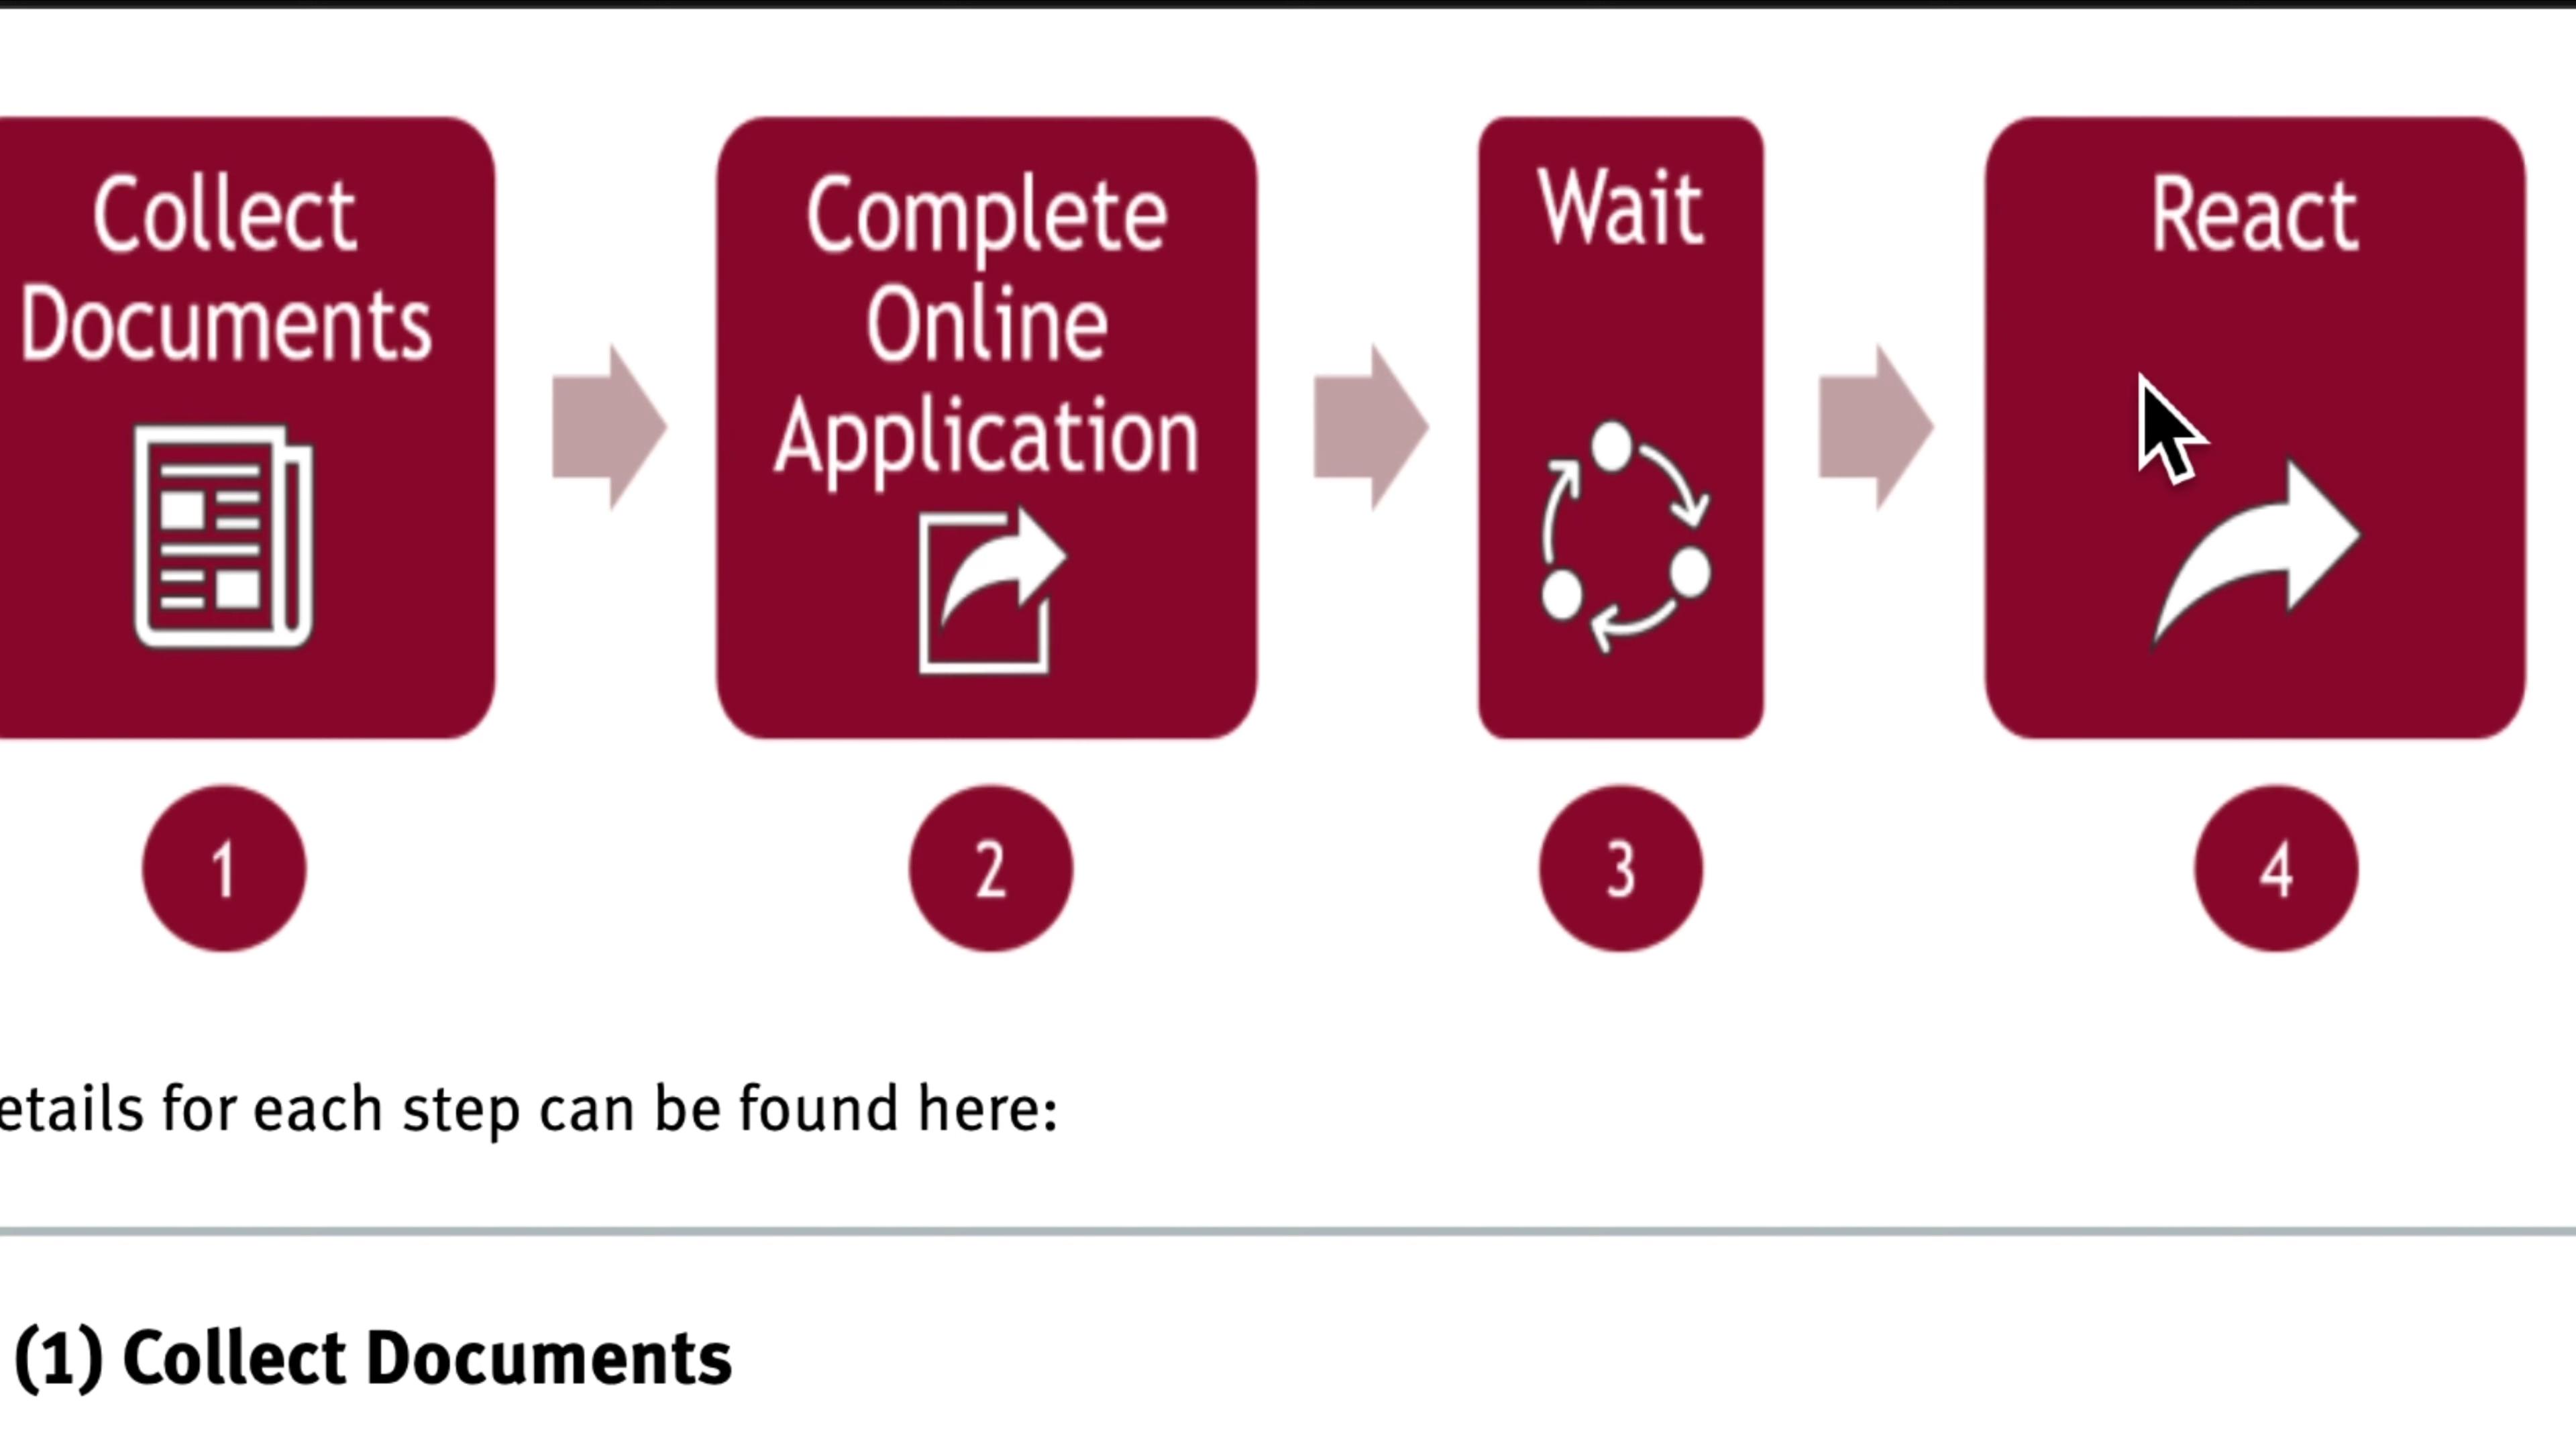 Collect
Documents
Complete
Online
Application
Wait
React
1
2
3
4
etails for each step can be found here:
(1) Collect Documents